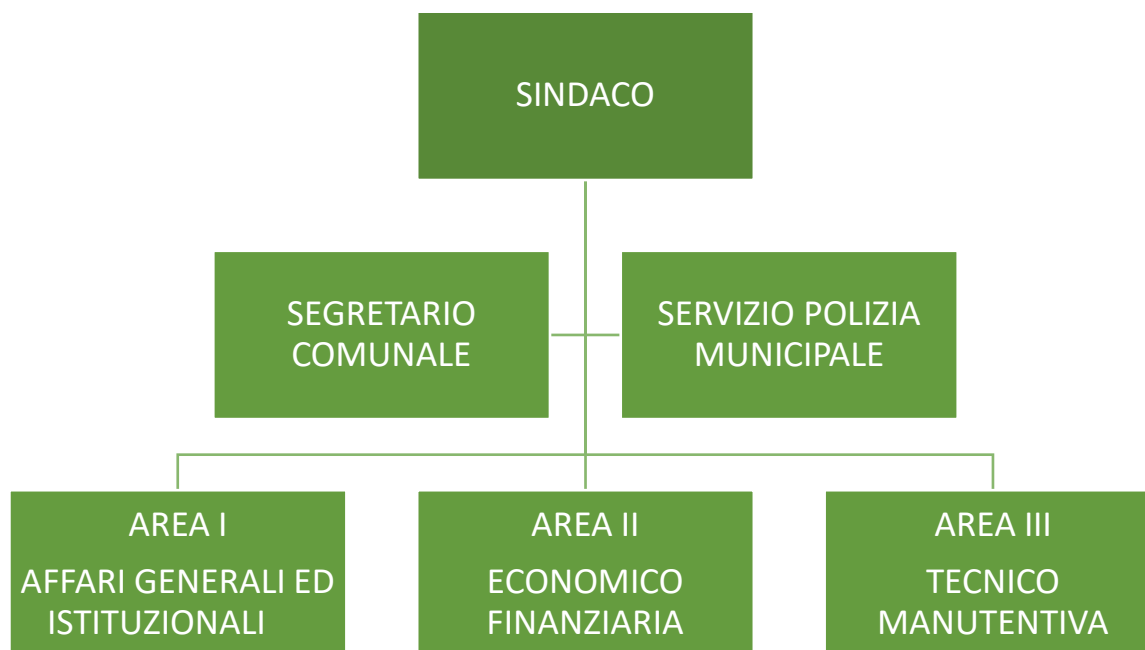 SINDACO
SEGRETARIO
COMUNALE
SERVIZIO POLIZIA
MUNICIPALE
AREA I
AFFARI GENERALI ED
ISTITUZIONALI
AREA II
ECONOMICO
FINANZIARIA
AREA III
TECNICO
MANUTENTIVA